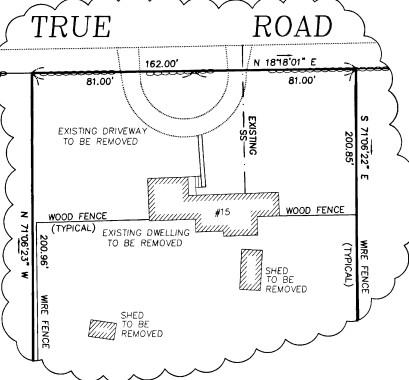 TRUE ROAD
162.00' N 18°18'01" E
81.00' 81.00'
EXISTING DRIVEWAY
TO BE REMOVED
EXISTING
SS
S 71°06'22" E
200.85'
#15
WOOD FENCE
(TYPICAL)
WOOD FENCE
EXISTING DWELLING
TO BE REMOVED
N 71°06'23" W
200.96'
WIRE FENCE
(TYPICAL)
WIRE FENCE
SHED
TO BE
REMOVED
SHED
TO BE
REMOVED